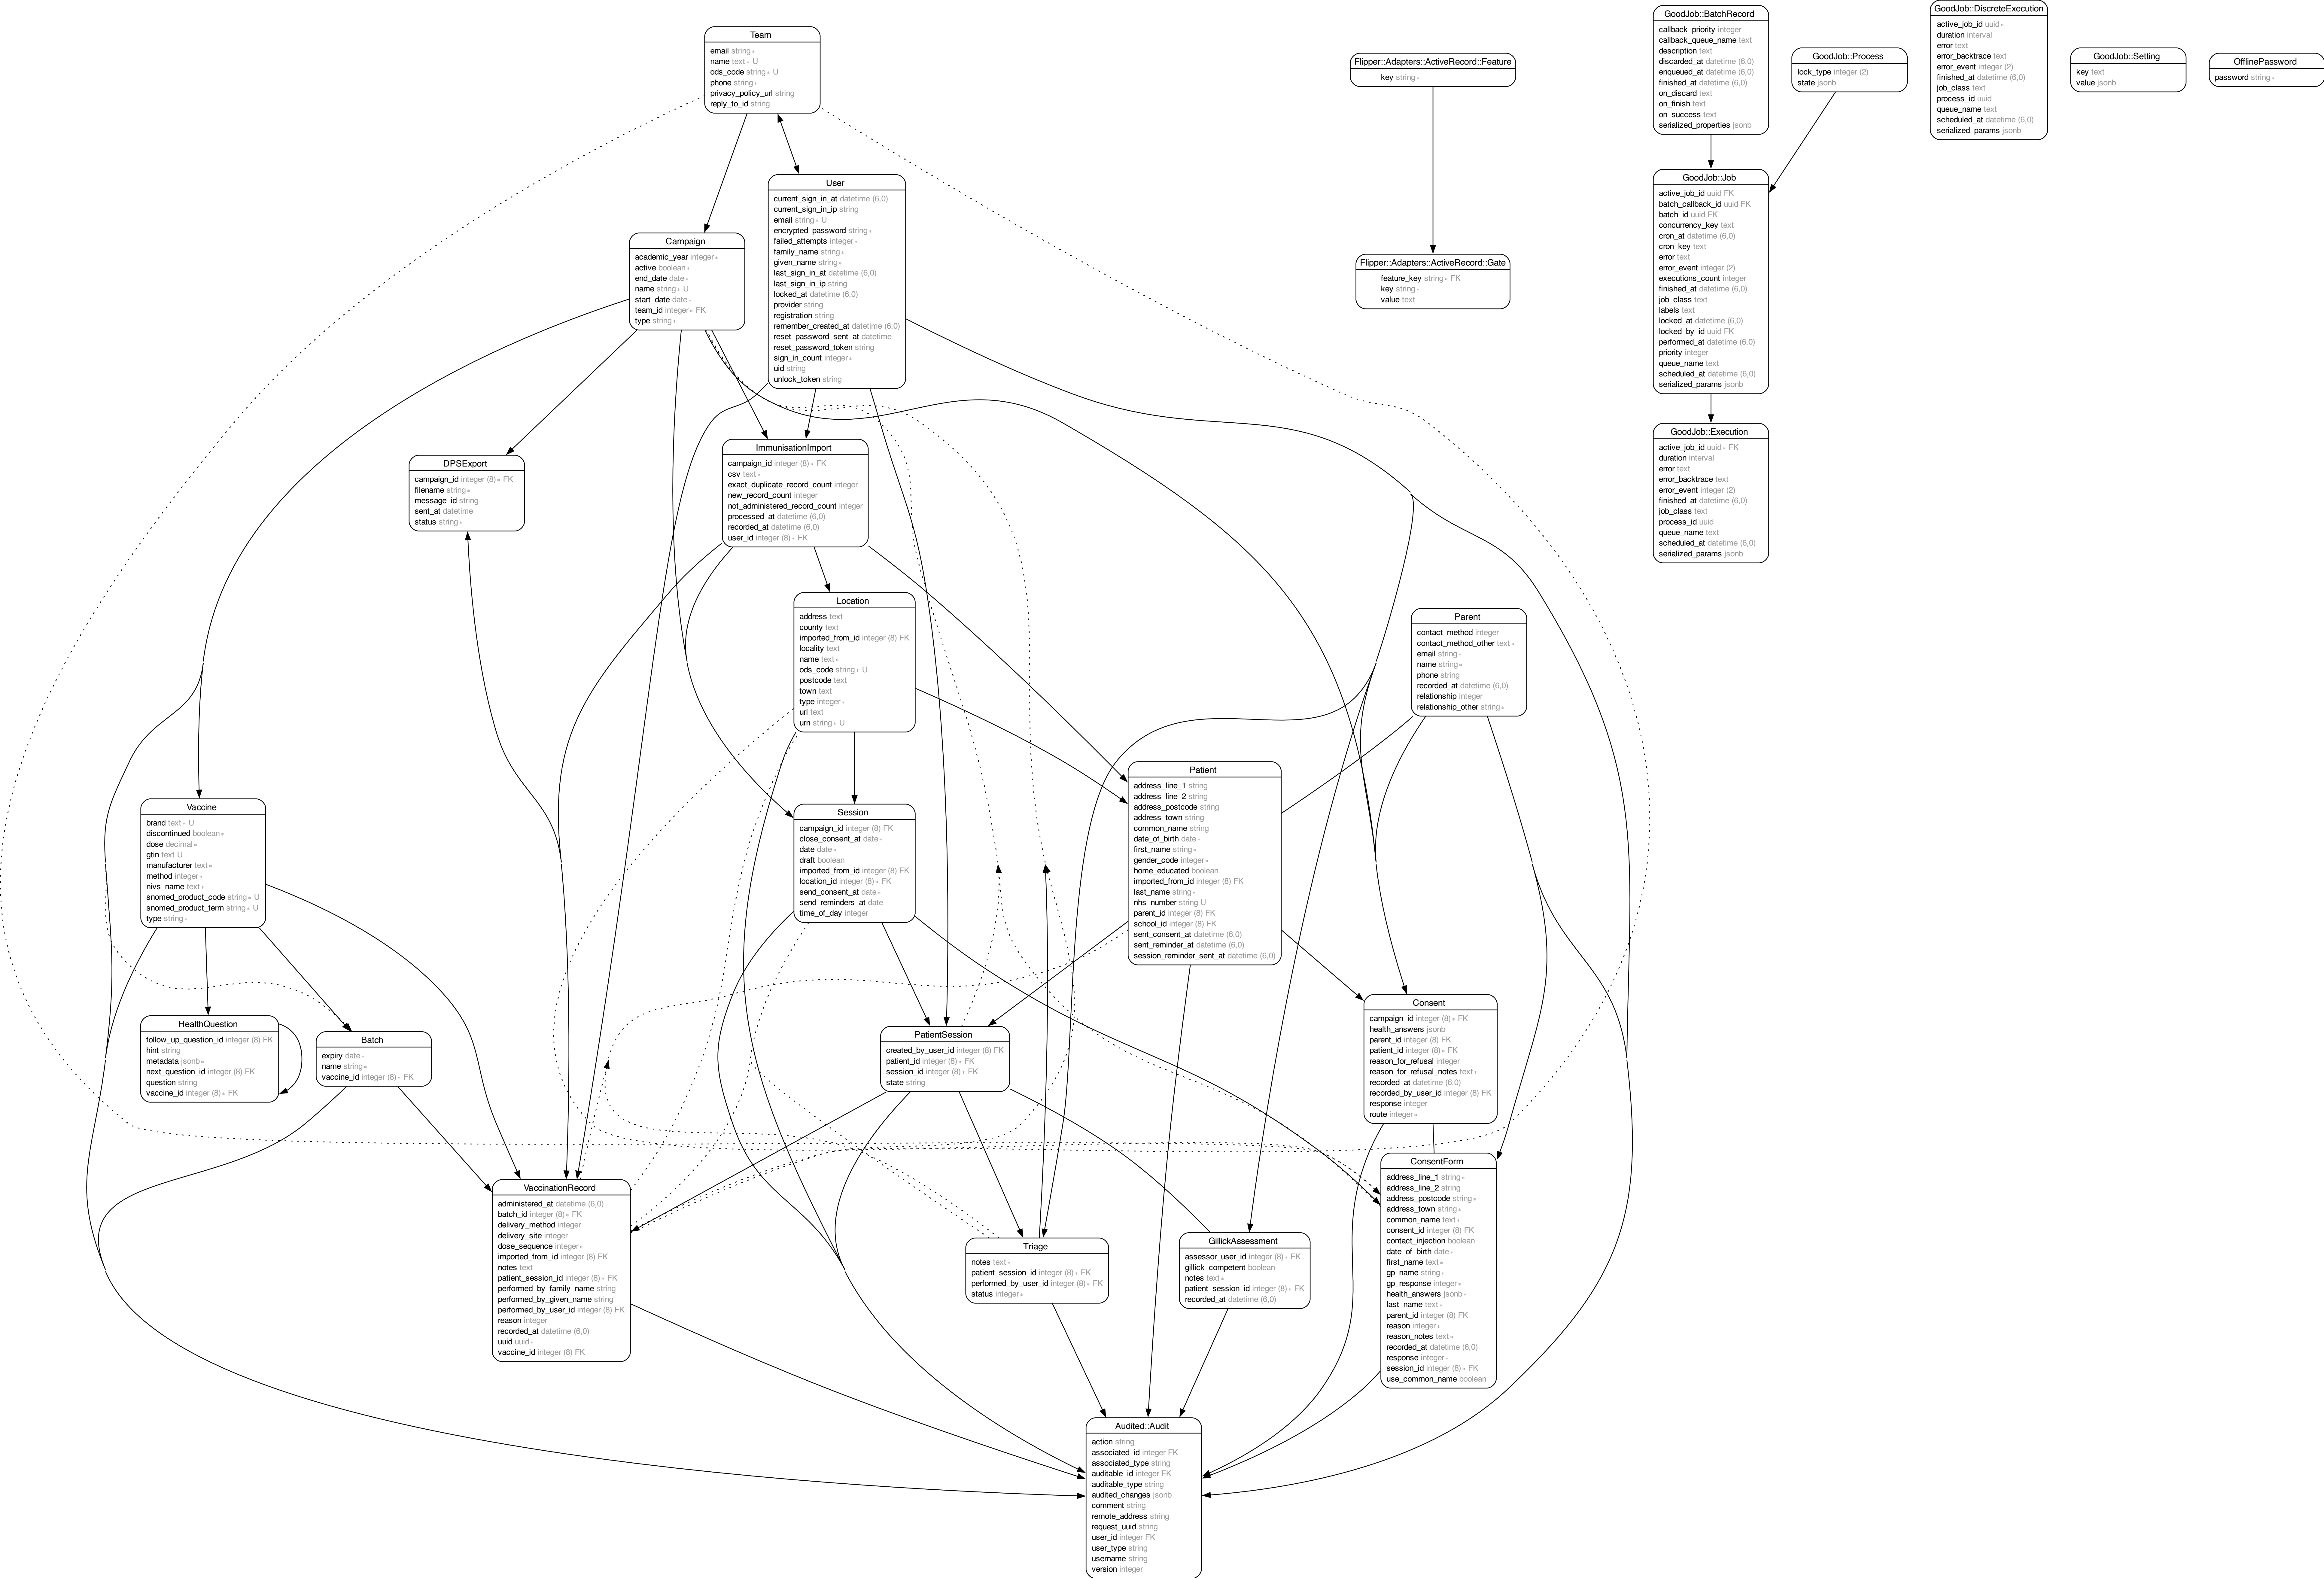 Team
email string ∗
name text ∗ U
ods_code string ∗ U
phone string ∗
privacy_policy_url string
reply_to_id string
User
current_sign_in_at datetime (6,0)
current_sign_in_ip string
email string ∗ U
encrypted_password string ∗
failed_attempts integer ∗
family_name string ∗
given_name string ∗
last_sign_in_at datetime (6,0)
last_sign_in_ip string
locked_at datetime (6,0)
provider string
registration string
remember_created_at datetime (6,0)
reset_password_sent_at datetime
reset_password_token string
sign_in_count integer ∗
uid string
unlock_token string
Campaign
academic_year integer ∗
active boolean ∗
end_date date ∗
name string ∗ U
start_date date ∗
team_id integer ∗ FK
type string ∗
Flipper::Adapters::ActiveRecord::Feature
key string ∗
Flipper::Adapters::ActiveRecord::Gate
feature_key string ∗ FK
key string ∗
value text
GoodJob::BatchRecord
callback_priority integer
callback_queue_name text
description text
discarded_at datetime (6,0)
enqueued_at datetime (6,0)
finished_at datetime (6,0)
on_discard text
on_finish text
on_success text
serialized_properties jsonb
GoodJob::Process
lock_type integer (2)
state jsonb
GoodJob::DiscreteExecution
active_job_id uuid ∗
duration interval
error text
error_backtrace text
error_event integer (2)
finished_at datetime (6,0)
job_class text
process_id uuid
queue_name text
scheduled_at datetime (6,0)
serialized_params jsonb
GoodJob::Setting
key text
value jsonb
OfflinePassword
password string ∗
GoodJob::Job
active_job_id uuid FK
batch_callback_id uuid FK
batch_id uuid FK
concurrency_key text
cron_at datetime (6,0)
cron_key text
error text
error_event integer (2)
executions_count integer
finished_at datetime (6,0)
job_class text
labels text
locked_at datetime (6,0)
locked_by_id uuid FK
performed_at datetime (6,0)
priority integer
queue_name text
scheduled_at datetime (6,0)
serialized_params jsonb
GoodJob::Execution
active_job_id uuid ∗ FK
duration interval
error text
error_backtrace text
error_event integer (2)
finished_at datetime (6,0)
job_class text
process_id uuid
queue_name text
scheduled_at datetime (6,0)
serialized_params jsonb
DPSExport
campaign_id integer (8) ∗ FK
filename string ∗
message_id string
sent_at datetime
status string ∗
ImmunisationImport
campaign_id integer (8) ∗ FK
csv text ∗
exact_duplicate_record_count integer
new_record_count integer
not_administered_record_count integer
processed_at datetime (6,0)
recorded_at datetime (6,0)
user_id integer (8) ∗ FK
Location
address text
county text
imported_from_id integer (8) FK
locality text
name text ∗
ods_code string ∗ U
postcode text
town text
type integer ∗
url text
urn string ∗ U
Parent
contact_method integer
contact_method_other text ∗
email string ∗
name string ∗
phone string
recorded_at datetime (6,0)
relationship integer
relationship_other string ∗
Patient
address_line_1 string
address_line_2 string
address_postcode string
address_town string
common_name string
date_of_birth date ∗
first_name string ∗
gender_code integer ∗
home_educated boolean
imported_from_id integer (8) FK
last_name string ∗
nhs_number string U
parent_id integer (8) FK
school_id integer (8) FK
sent_consent_at datetime (6,0)
sent_reminder_at datetime (6,0)
session_reminder_sent_at datetime (6,0)
Vaccine
brand text ∗ U
discontinued boolean ∗
dose decimal ∗
gtin text U
manufacturer text ∗
method integer ∗
nivs_name text ∗
snomed_product_code string ∗ U
snomed_product_term string ∗ U
type string ∗
Session
campaign_id integer (8) FK
close_consent_at date ∗
date date ∗
draft boolean
imported_from_id integer (8) FK
location_id integer (8) ∗ FK
send_consent_at date ∗
send_reminders_at date
time_of_day integer
HealthQuestion
follow_up_question_id integer (8) FK
hint string
metadata jsonb ∗
next_question_id integer (8) FK
question string
vaccine_id integer (8) ∗ FK
Batch
expiry date ∗
name string ∗
vaccine_id integer (8) ∗ FK
PatientSession
created_by_user_id integer (8) FK
patient_id integer (8) ∗ FK
session_id integer (8) ∗ FK
state string
Consent
campaign_id integer (8) ∗ FK
health_answers jsonb
parent_id integer (8) FK
patient_id integer (8) ∗ FK
reason_for_refusal integer
reason_for_refusal_notes text ∗
recorded_at datetime (6,0)
recorded_by_user_id integer (8) FK
response integer
route integer ∗
ConsentForm
address_line_1 string ∗
address_line_2 string
address_postcode string ∗
address_town string ∗
common_name text ∗
consent_id integer (8) FK
contact_injection boolean
date_of_birth date ∗
first_name text ∗
gp_name string ∗
gp_response integer ∗
health_answers jsonb ∗
last_name text ∗
parent_id integer (8) FK
reason integer ∗
reason_notes text ∗
recorded_at datetime (6,0)
response integer ∗
session_id integer (8) ∗ FK
use_common_name boolean
VaccinationRecord
administered_at datetime (6,0)
batch_id integer (8) ∗ FK
delivery_method integer
delivery_site integer
dose_sequence integer ∗
imported_from_id integer (8) FK
notes text
patient_session_id integer (8) ∗ FK
performed_by_family_name string
performed_by_given_name string
performed_by_user_id integer (8) FK
reason integer
recorded_at datetime (6,0)
uuid uuid ∗
vaccine_id integer (8) FK
Triage
notes text ∗
patient_session_id integer (8) ∗ FK
performed_by_user_id integer (8) ∗ FK
status integer ∗
GillickAssessment
assessor_user_id integer (8) ∗ FK
gillick_competent boolean
notes text ∗
patient_session_id integer (8) ∗ FK
recorded_at datetime (6,0)
Audited::Audit
action string
associated_id integer FK
associated_type string
auditable_id integer FK
auditable_type string
audited_changes jsonb
comment string
remote_address string
request_uuid string
user_id integer FK
user_type string
username string
version integer